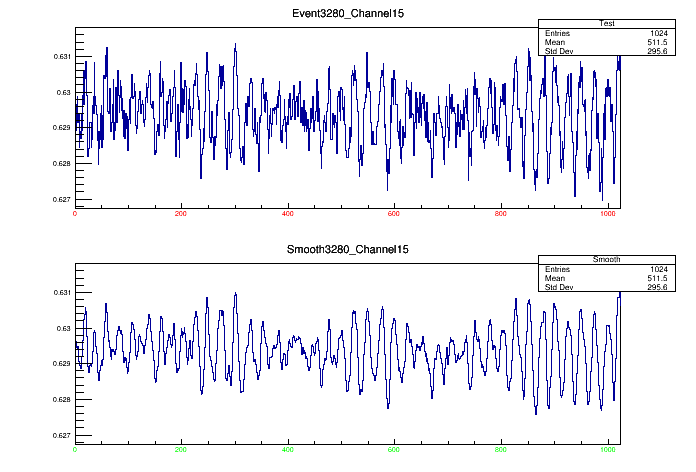 Event3280_Channel15
Test
Entries 1024
Mean 511.5
Std Dev 295.6
0.631
0.63
0.629
0.628
0.627
0 200 400 600 800 1000
Smooth3280_Channel15
Smooth
Entries 1024
Mean 511.5
Std Dev 295.6
0.631
0.63
0.629
0.628
0.627
0 200 400 600 800 1000